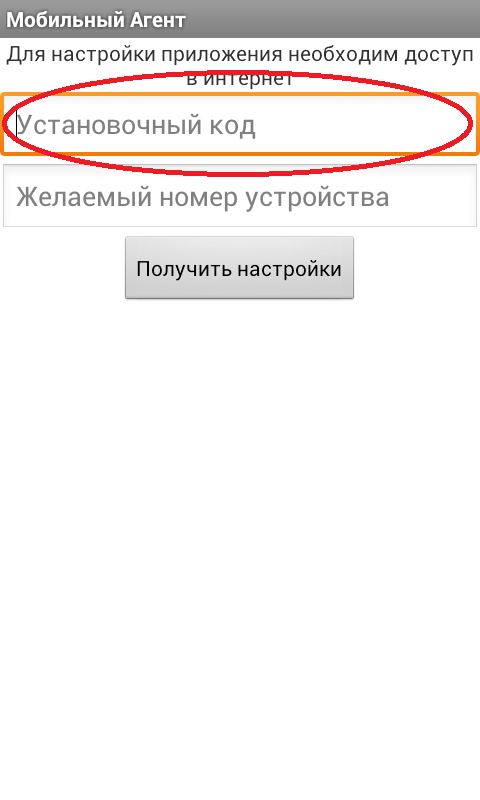 Мобильный Агент
Для настройки приложения необходим доступ
в интернет
Установочный код
Желаемый номер устройства
Получить настройки